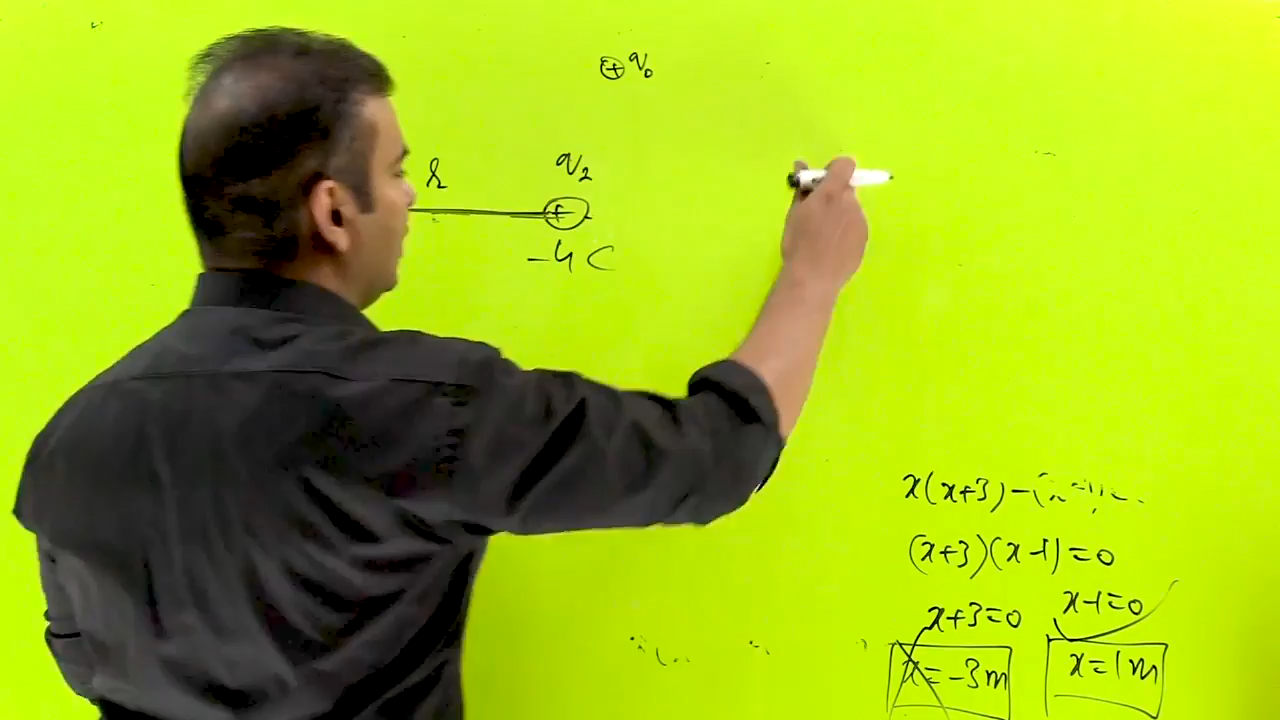 ⊕ q₀
r
q₂
-4 C
x(x+3) -
(x+3)(x-1) = 0
x+3=0
x-1=0
x = -3m
x = 1m